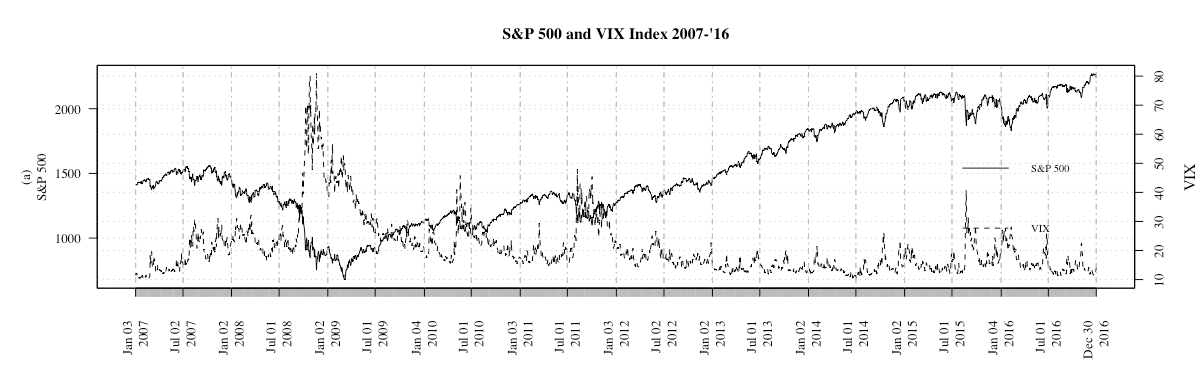 S&P 500 and VIX Index 2007-'16
(a)
S&P 500
2000
1500
1000
80
70
60
50
40
30
20
10
VIX
S&P 500
VIX
Jan 03
2007
Jul 02
2007
Jan 02
2008
Jul 01
2008
Jan 02
2009
Jul 01
2009
Jan 04
2010
Jul 01
2010
Jan 03
2011
Jul 01
2011
Jan 03
2012
Jul 02
2012
Jan 02
2013
Jul 01
2013
Jan 02
2014
Jul 01
2014
Jan 02
2015
Jul 01
2015
Jan 04
2016
Jul 01
2016
Dec 30
2016